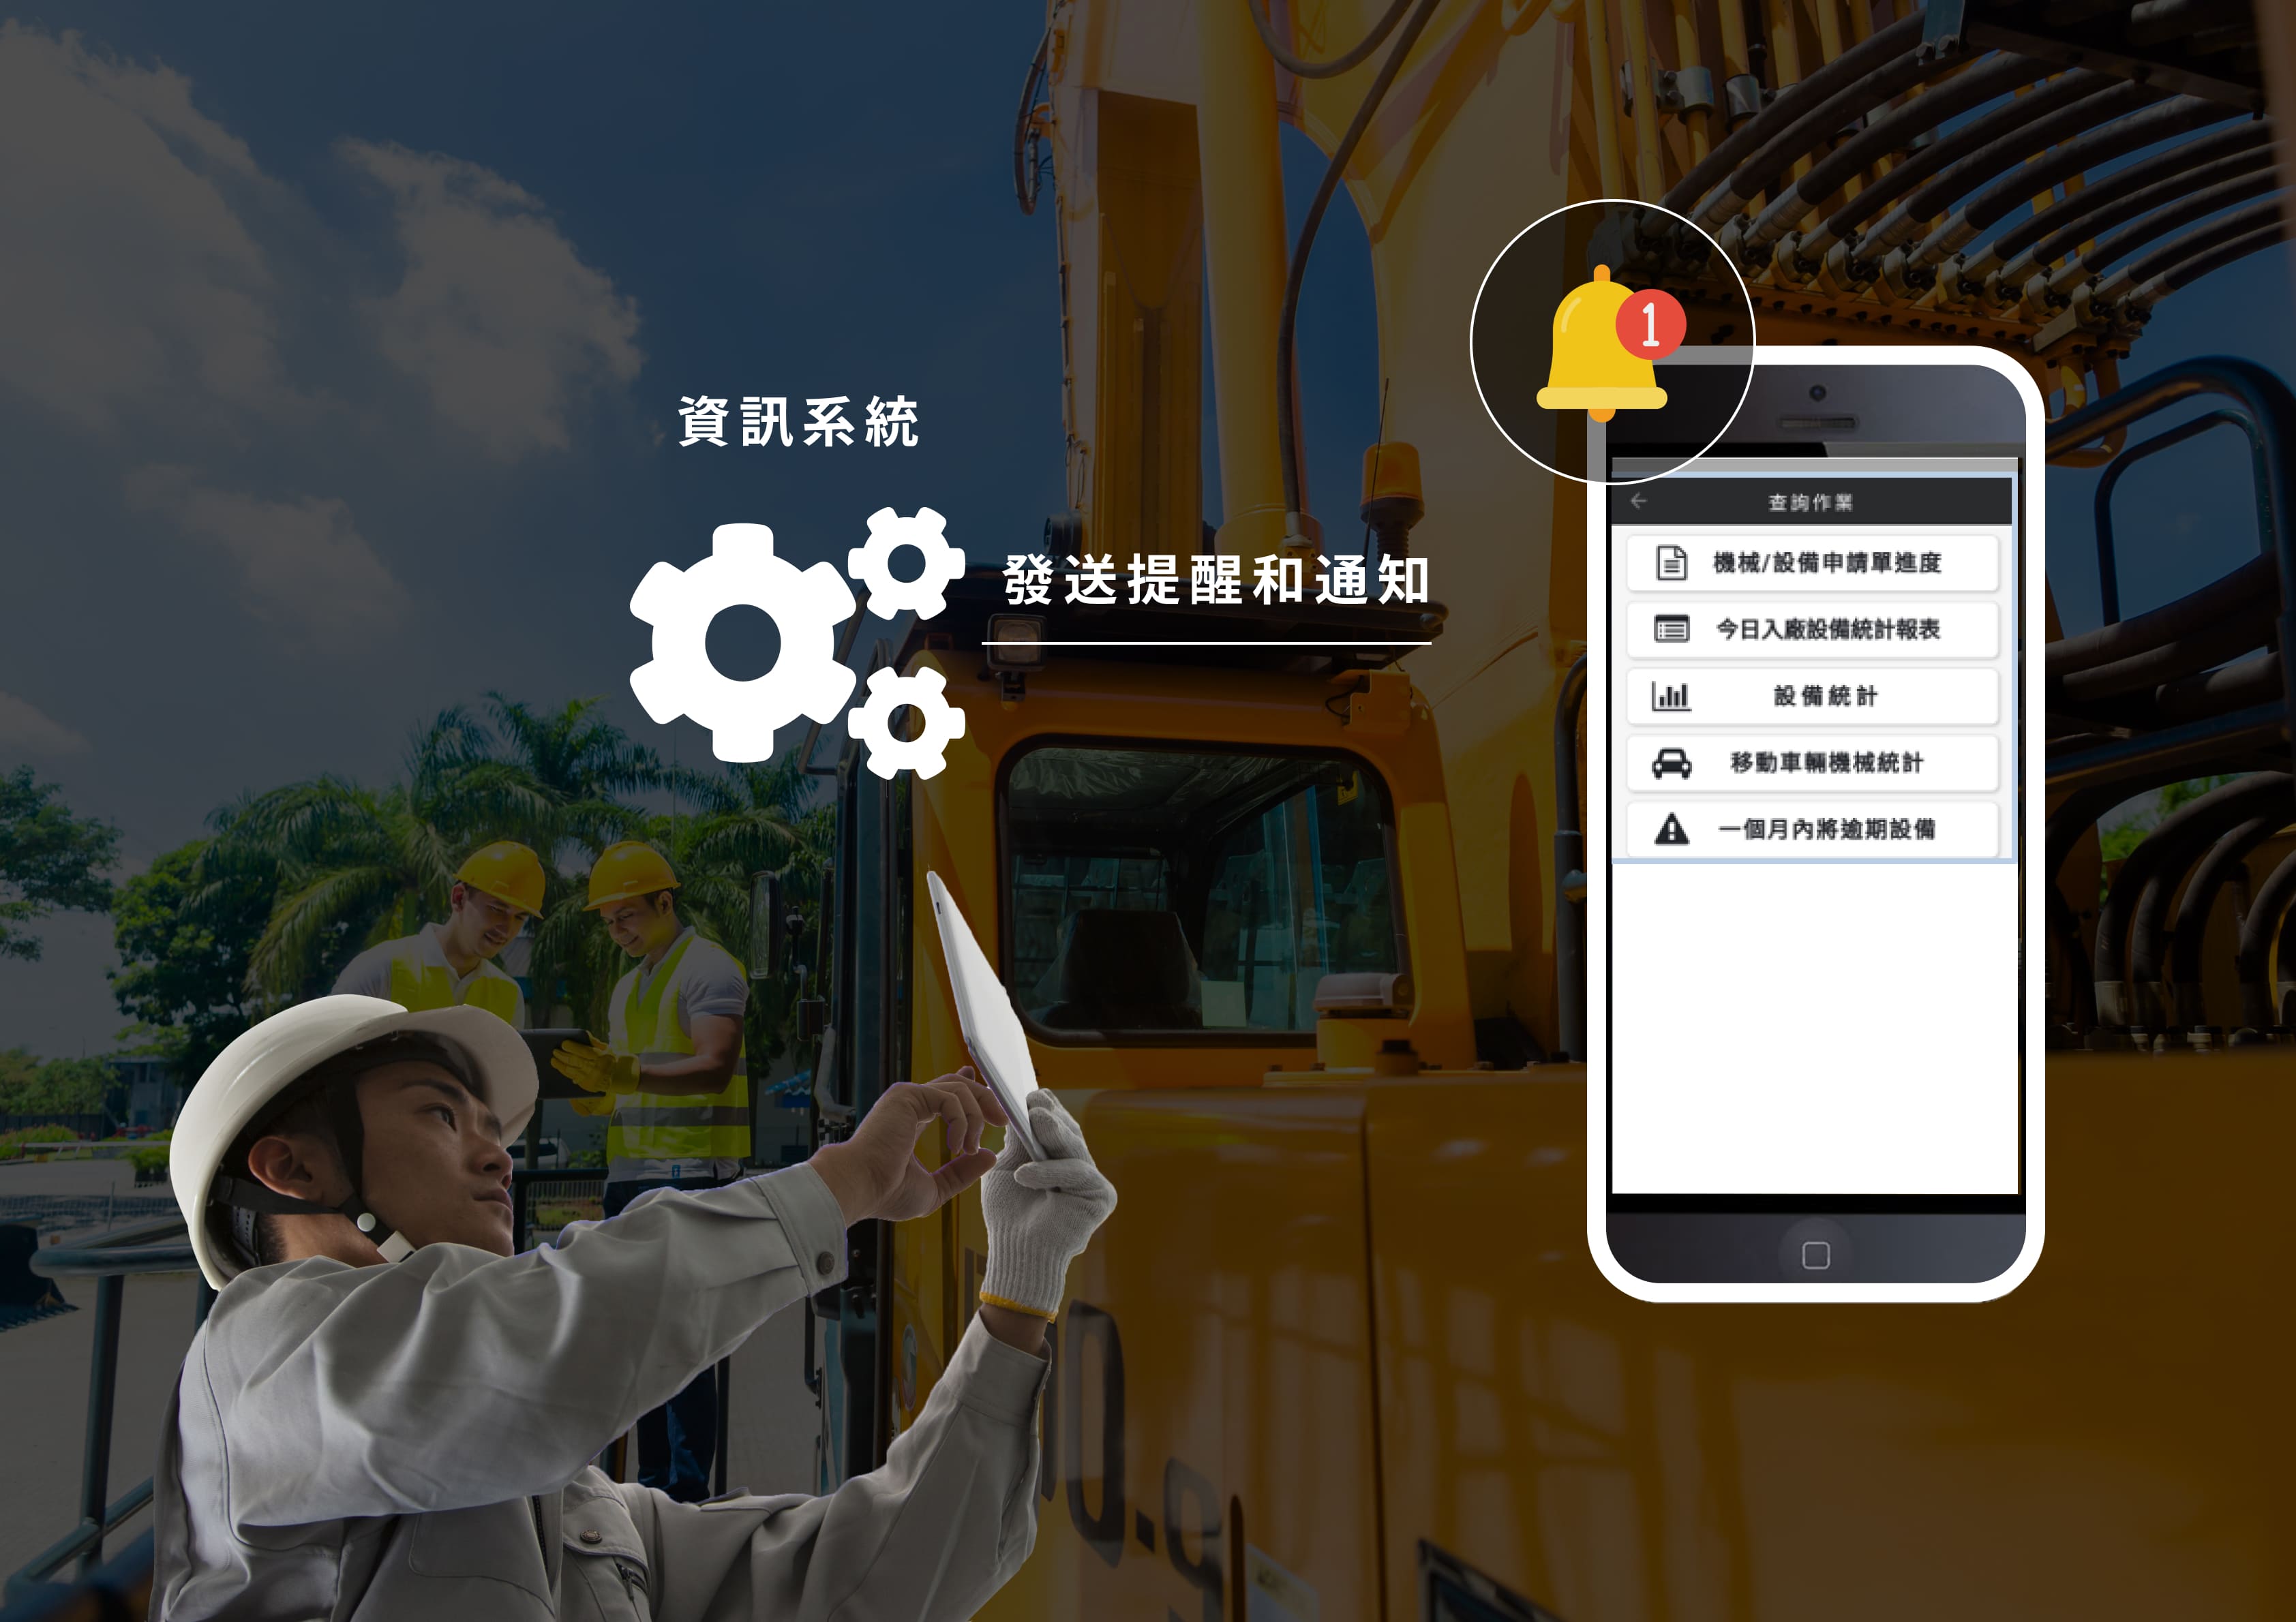 資訊系統
發送提醒和通知
1
查詢作業
機械/設備申請單進度
今日入廠設備統計報表
設備統計
移動車輛機械統計
一個月內將逾期設備